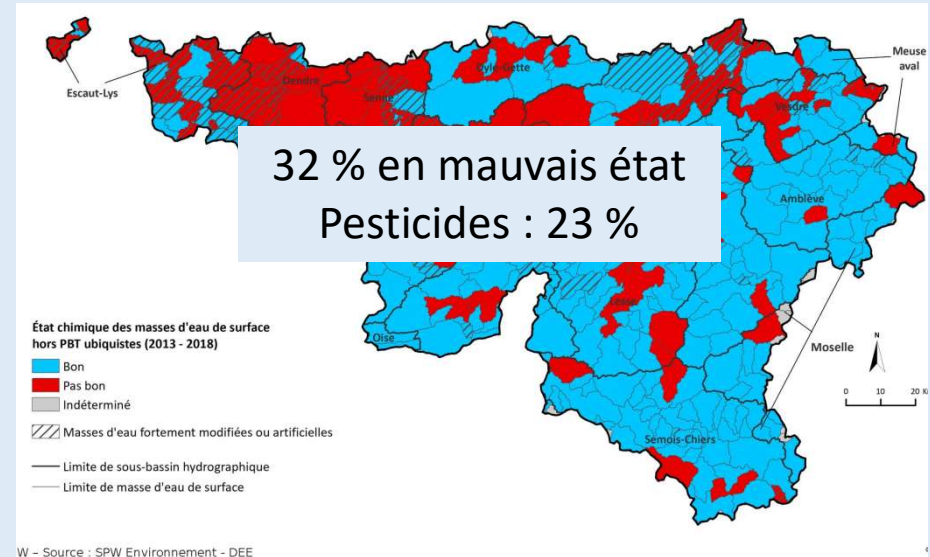 Meuse
aval
Escaut-Lys
Dendre
Senne
Dyle-Gette
Vesdre
32 % en mauvais état
Pesticides : 23 %
Amblève
Lesse
Oise
Moselle
Semois-Chiers
N
0 10 20
État chimique des masses d'eau de surface
hors PBT ubiquistes (2013 - 2018)
Bon
Pas bon
Indéterminé
Masses d'eau fortement modifiées ou artificielles
Limite de sous-bassin hydrographique
Limite de masse d'eau de surface
W – Source : SPW Environnement - DEE